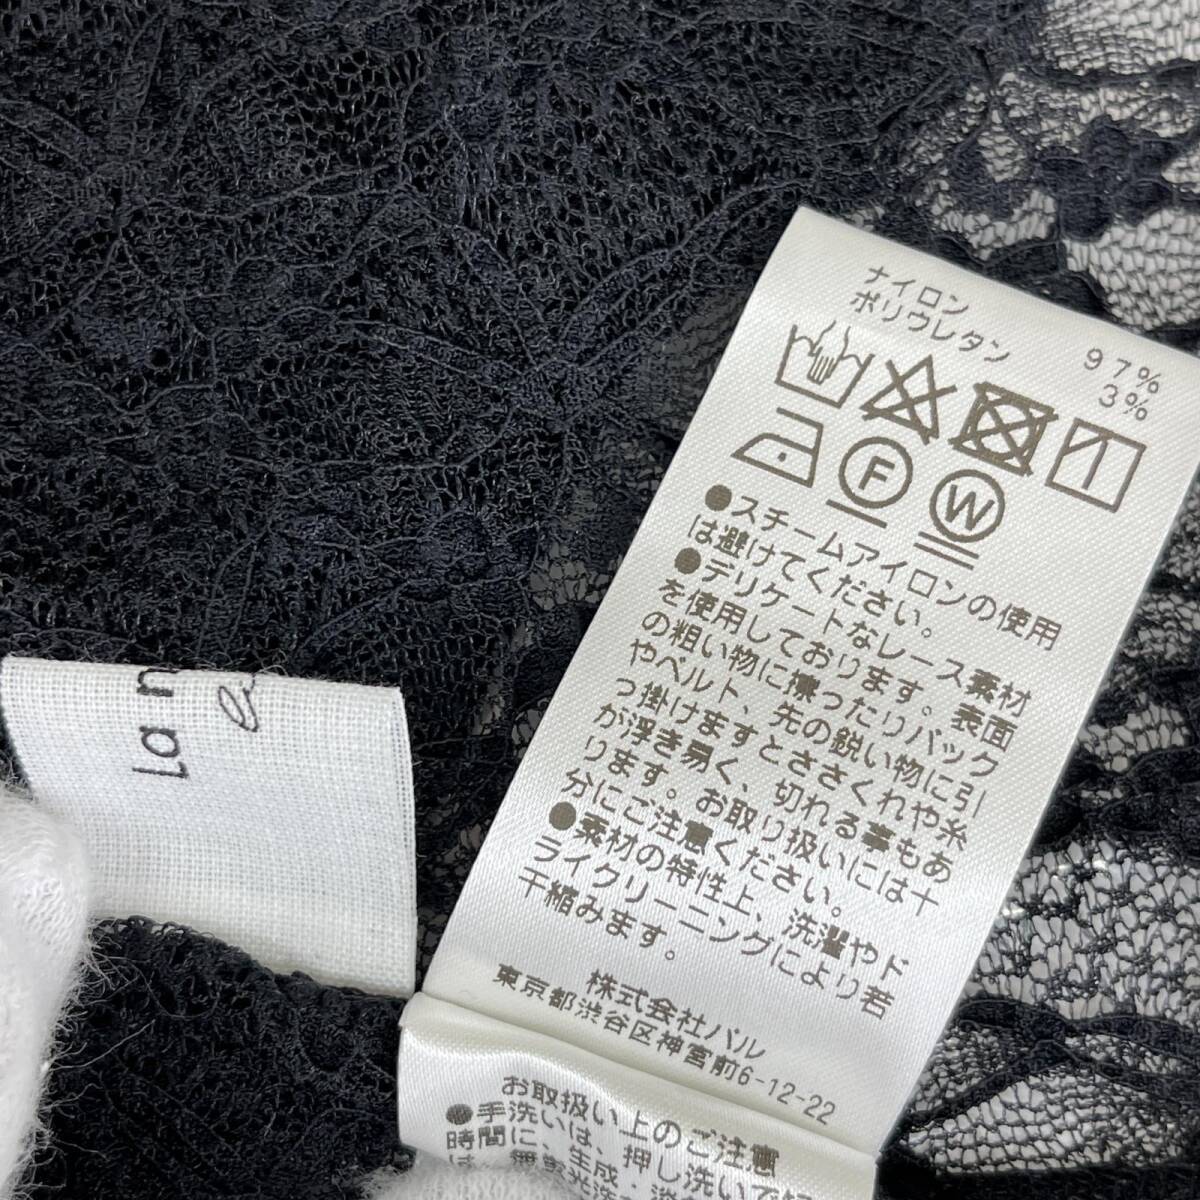 ナイロン 97%
ポリウレタン 3%
F W
●スチームアイロンの使用
は避けてください。
●デリケートなレース素材
を使用しております。表面
の粗い物に擦ったりバック
やベルト、先の鋭い物に引
っ掛けますとささくれや糸
が浮き易く、切れる事もあ
ります。お取り扱いには十
分にご注意ください。
●素材の特性上、洗濯やド
ライクリーニングにより若
干縮みます。
株式会社パル
東京都渋谷区神宮前6-12-22
お取扱い上のご注意
●手洗いは、押し洗いで短
時間に、生成・淡
は、無蛍光洗
La